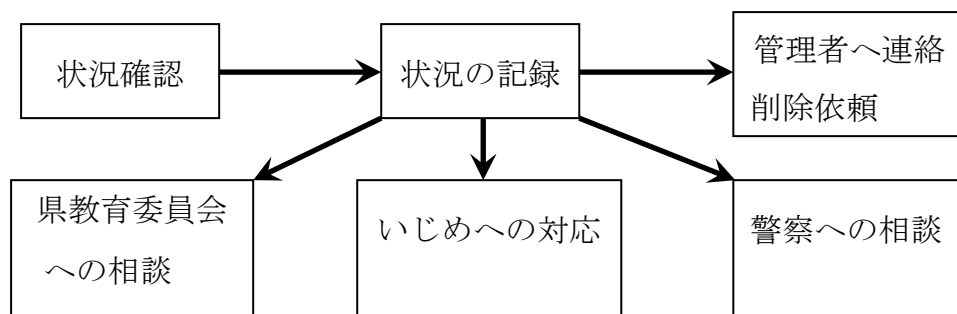 状況確認
状況の記録
管理者へ連絡
削除依頼
県教育委員会
への相談
いじめへの対応
警察への相談